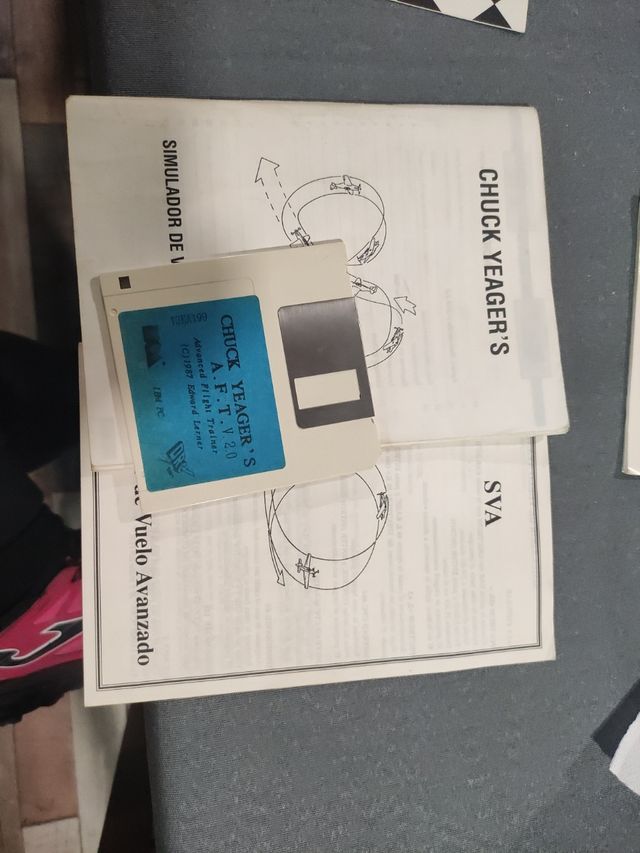 CHUCK YEAGER'S
SIMULADOR DE
CHUCK YEAGER'S
A.F.T. V 2.0
Advanced Flight Trainer
(C)1987 Edward Lerner
IBM PC
SVA
de Vuelo Avanzado